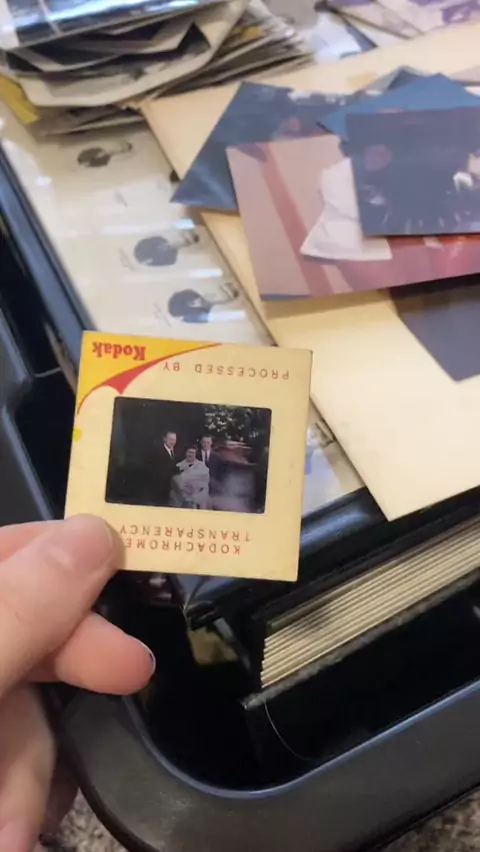 Kodak
PROCESSED BY
KODACHROME
TRANSPARENCY